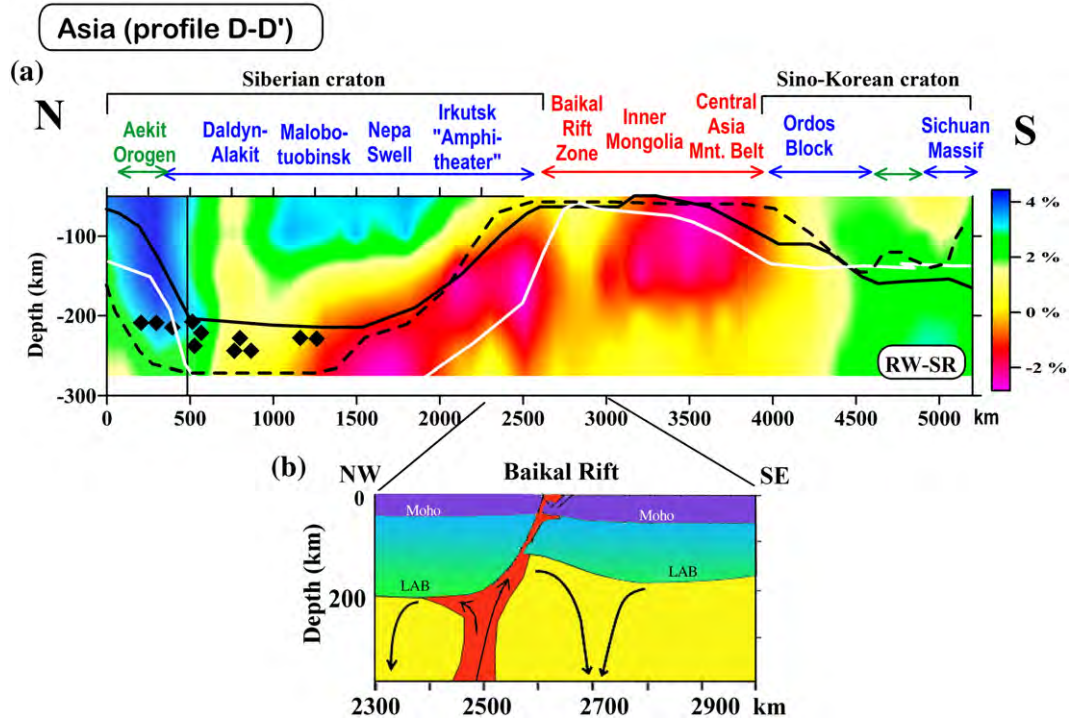 Asia (profile D-D')
(a)
Siberian craton
Sino-Korean craton
N
S
Aekit
Orogen
Daldyn-
Alakit
Malobo-
tuobinsk
Nepa
Swell
Irkutsk
"Amphi-
theater"
Baikal
Rift
Zone
Inner
Mongolia
Central
Asia
Mnt. Belt
Ordos
Block
Sichuan
Massif
Depth (km)
-100
-200
-300
4 %
2 %
0 %
-2 %
RW-SR
0 500 1000 1500 2000 2500 3000 3500 4000 4500 5000 km
(b)
NW Baikal Rift SE
Depth (km)
0
200
Moho
Moho
LAB
LAB
2300 2500 2700 2900 km